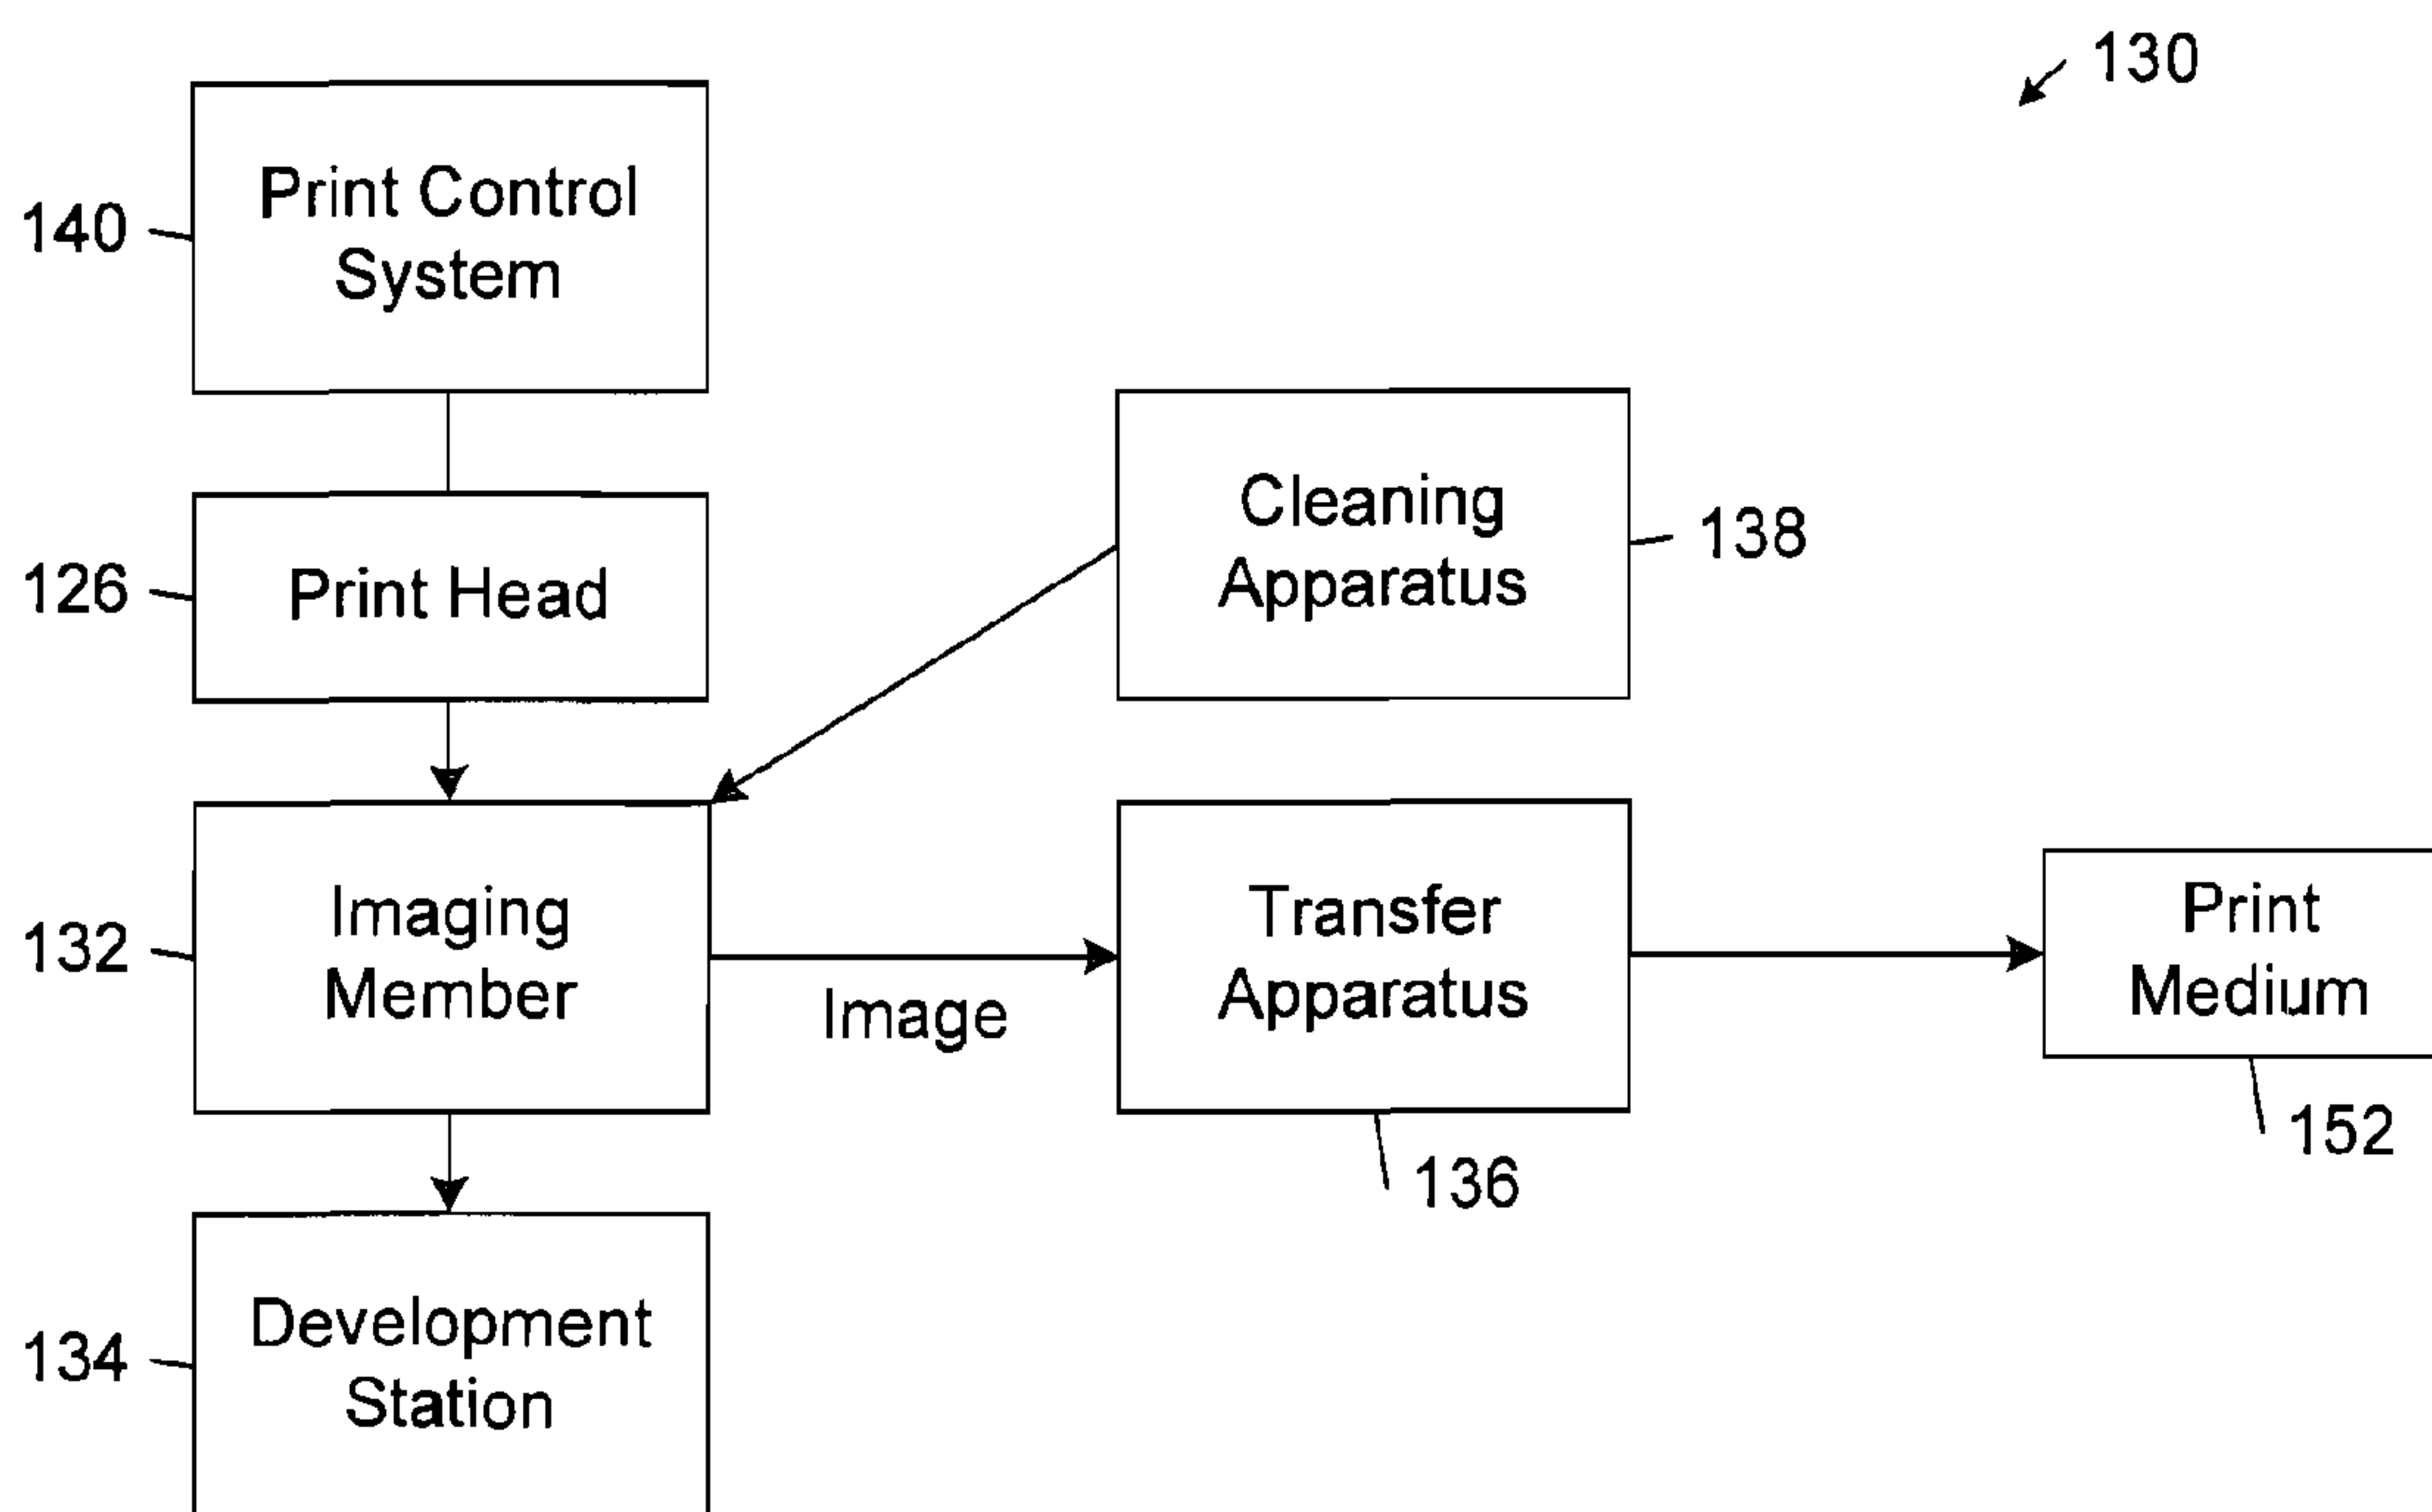 130
140
Print Control
System
126
Print Head
Cleaning
Apparatus
138
132
Imaging
Member
Image
Transfer
Apparatus
136
Print
Medium
152
134
Development
Station